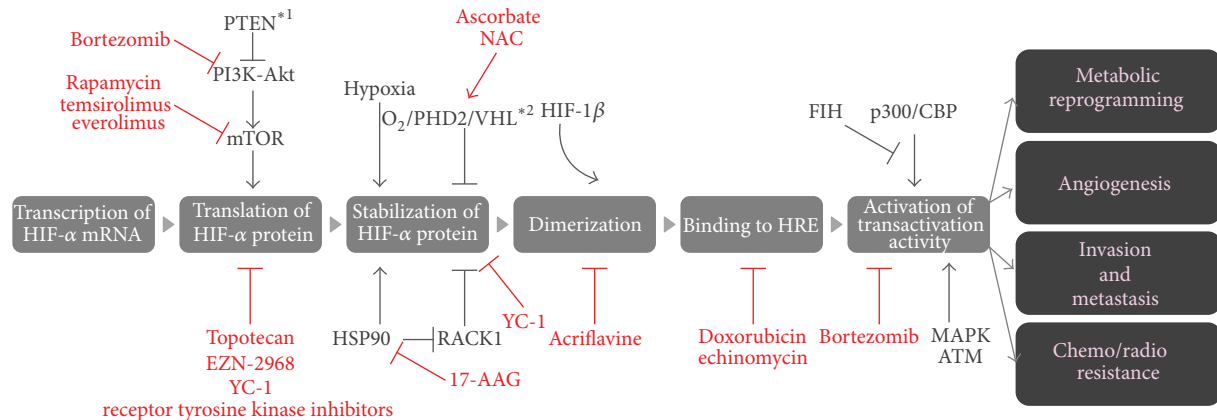 PTEN*1
Bortezomib
PI3K-Akt
Rapamycin
temsirolimus
everolimus
mTOR
Hypoxia
Ascorbate
NAC
O2/PHD2/VHL*2
HIF-1β
FIH
p300/CBP
Transcription of
HIF-α mRNA
Translation of
HIF-α protein
Stabilization of
HIF-α protein
Dimerization
Binding to HRE
Activation of
transactivation
activity
Metabolic
reprogramming
Angiogenesis
Invasion
and
metastasis
Chemo/radio
resistance
Topotecan
EZN-2968
YC-1
receptor tyrosine kinase inhibitors
HSP90
RACK1
17-AAG
YC-1
Acriflavine
Doxorubicin
echinomycin
Bortezomib
MAPK
ATM